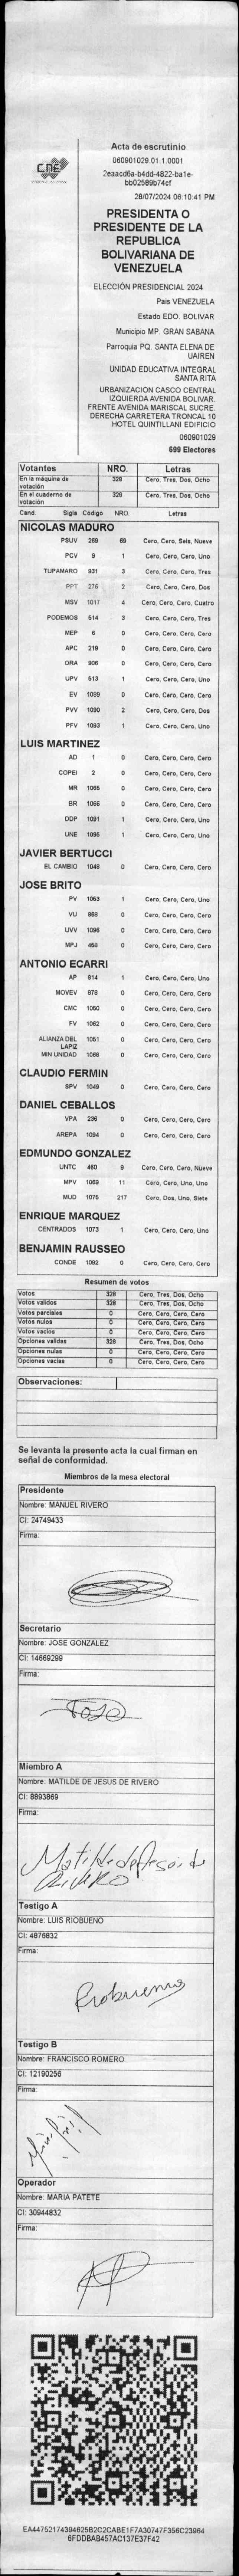 Acta de escrutinio
060901029.01.1.0001
2eaacd6a-b4dd-4822-ba1e-
bb02589b74cf
28/07/2024 06:10:41 PM
CNE
PRESIDENTA O
PRESIDENTE DE LA
REPUBLICA
BOLIVARIANA DE
VENEZUELA
ELECCIÓN PRESIDENCIAL 2024
Pais VENEZUELA
Estado EDO. BOLIVAR
Municipio MP. GRAN SABANA
Parroquia PQ. SANTA ELENA DE
UAIREN
UNIDAD EDUCATIVA INTEGRAL
SANTA RITA
URBANIZACION CASCO CENTRAL
IZQUIERDA AVENIDA BOLIVAR.
FRENTE AVENIDA MARISCAL SUCRE.
DERECHA CARRETERA TRONCAL 10
HOTEL QUINTILLANI EDIFICIO
060901029
699 Electores
Votantes NRO. Letras
En la máquina de votación 328 Cero, Tres, Dos, Ocho
En el cuaderno de votación 328 Cero, Tres, Dos, Ocho
Cand. Sigla Código NRO. Letras
NICOLAS MADURO
PSUV 269 69 Cero, Cero, Seis, Nueve
PCV 9 1 Cero, Cero, Cero, Uno
TUPAMARO 931 3 Cero, Cero, Cero, Tres
PPT 276 2 Cero, Cero, Cero, Dos
MSV 1017 4 Cero, Cero, Cero, Cuatro
PODEMOS 514 3 Cero, Cero, Cero, Tres
MEP 6 0 Cero, Cero, Cero, Cero
APC 219 0 Cero, Cero, Cero, Cero
ORA 906 0 Cero, Cero, Cero, Cero
UPV 513 1 Cero, Cero, Cero, Uno
EV 1089 0 Cero, Cero, Cero, Cero
PVV 1090 2 Cero, Cero, Cero, Dos
PFV 1093 1 Cero, Cero, Cero, Uno
LUIS MARTINEZ
AD 1 0 Cero, Cero, Cero, Cero
COPEI 2 0 Cero, Cero, Cero, Cero
MR 1065 0 Cero, Cero, Cero, Cero
BR 1066 0 Cero, Cero, Cero, Cero
DDP 1091 1 Cero, Cero, Cero, Uno
UNE 1095 1 Cero, Cero, Cero, Uno
JAVIER BERTUCCI
EL CAMBIO 1048 0 Cero, Cero, Cero, Cero
JOSE BRITO
PV 1053 1 Cero, Cero, Cero, Uno
VU 868 0 Cero, Cero, Cero, Cero
UVV 1096 0 Cero, Cero, Cero, Cero
MPJ 458 0 Cero, Cero, Cero, Cero
ANTONIO ECARRI
AP 814 1 Cero, Cero, Cero, Uno
MOVEV 878 0 Cero, Cero, Cero, Cero
CMC 1050 0 Cero, Cero, Cero, Cero
FV 1062 0 Cero, Cero, Cero, Cero
ALIANZA DEL LAPIZ 1051 0 Cero, Cero, Cero, Cero
MIN UNIDAD 1068 0 Cero, Cero, Cero, Cero
CLAUDIO FERMIN
SPV 1049 0 Cero, Cero, Cero, Cero
DANIEL CEBALLOS
VPA 236 0 Cero, Cero, Cero, Cero
AREPA 1094 0 Cero, Cero, Cero, Cero
EDMUNDO GONZALEZ
UNTC 460 9 Cero, Cero, Cero, Nueve
MPV 1069 11 Cero, Cero, Uno, Uno
MUD 1075 217 Cero, Dos, Uno, Siete
ENRIQUE MARQUEZ
CENTRADOS 1073 1 Cero, Cero, Cero, Uno
BENJAMIN RAUSSEO
CONDE 1092 0 Cero, Cero, Cero, Cero
Resumen de votos
Votos 328 Cero, Tres, Dos, Ocho
Votos validos 328 Cero, Tres, Dos, Ocho
Votos parciales 0 Cero, Cero, Cero, Cero
Votos nulos 0 Cero, Cero, Cero, Cero
Votos vacios 0 Cero, Cero, Cero, Cero
Opciones validas 328 Cero, Tres, Dos, Ocho
Opciones nulas 0 Cero, Cero, Cero, Cero
Opciones vacias 0 Cero, Cero, Cero, Cero
Observaciones:
Se levanta la presente acta la cual firman en
señal de conformidad.
Miembros de la mesa electoral
Presidente
Nombre: MANUEL RIVERO
CI: 24749433
Firma:
Secretario
Nombre: JOSE GONZALEZ
CI: 14669299
Firma:
Jose
Miembro A
Nombre: MATILDE DE JESUS DE RIVERO
CI: 8893869
Firma:
Matilde de Jesús de
Rivero
Testigo A
Nombre: LUIS RIOBUENO
CI: 4876832
Firma:
Riobueno
Testigo B
Nombre: FRANCISCO ROMERO
CI: 12190256
Firma:
Operador
Nombre: MARIA PATETE
CI: 30944832
Firma:
EA44752174394625B2C2CABE1F7A30747F356C23964
6FDDBAB457AC137E37F42